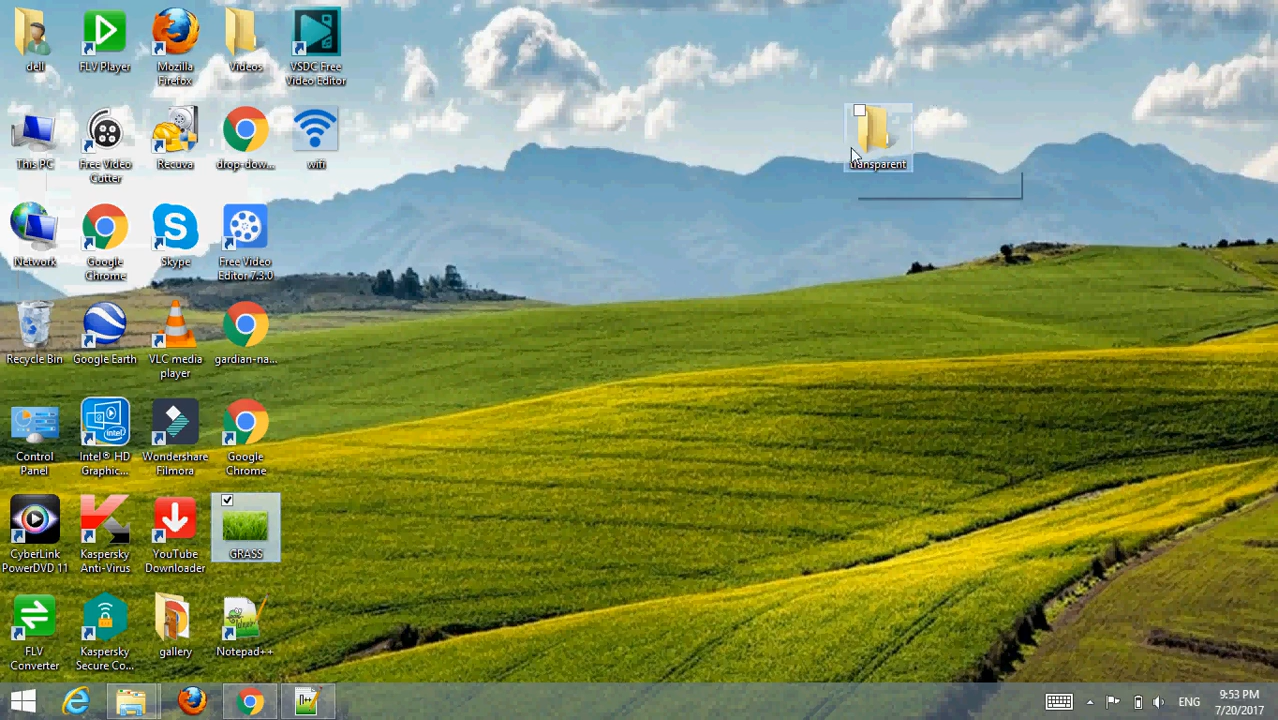 dell
FLV Player
Mozilla
Firefox
Videos
VSDC Free
Video Editor
This PC
Free Video
Cutter
Recuva
drop-dow...
wifi
transparent
Network
Google
Chrome
Skype
Free Video
Editor 7.3.0
Recycle Bin
Google Earth
VLC media
player
gardian-na...
Control
Panel
Intel® HD
Graphic...
Wondershare
Filmora
Google
Chrome
CyberLink
PowerDVD 11
Kaspersky
Anti-Virus
YouTube
Downloader
GRASS
FLV
Converter
Kaspersky
Secure Co...
gallery
Notepad++
ENG
9:53 PM
7/20/2017